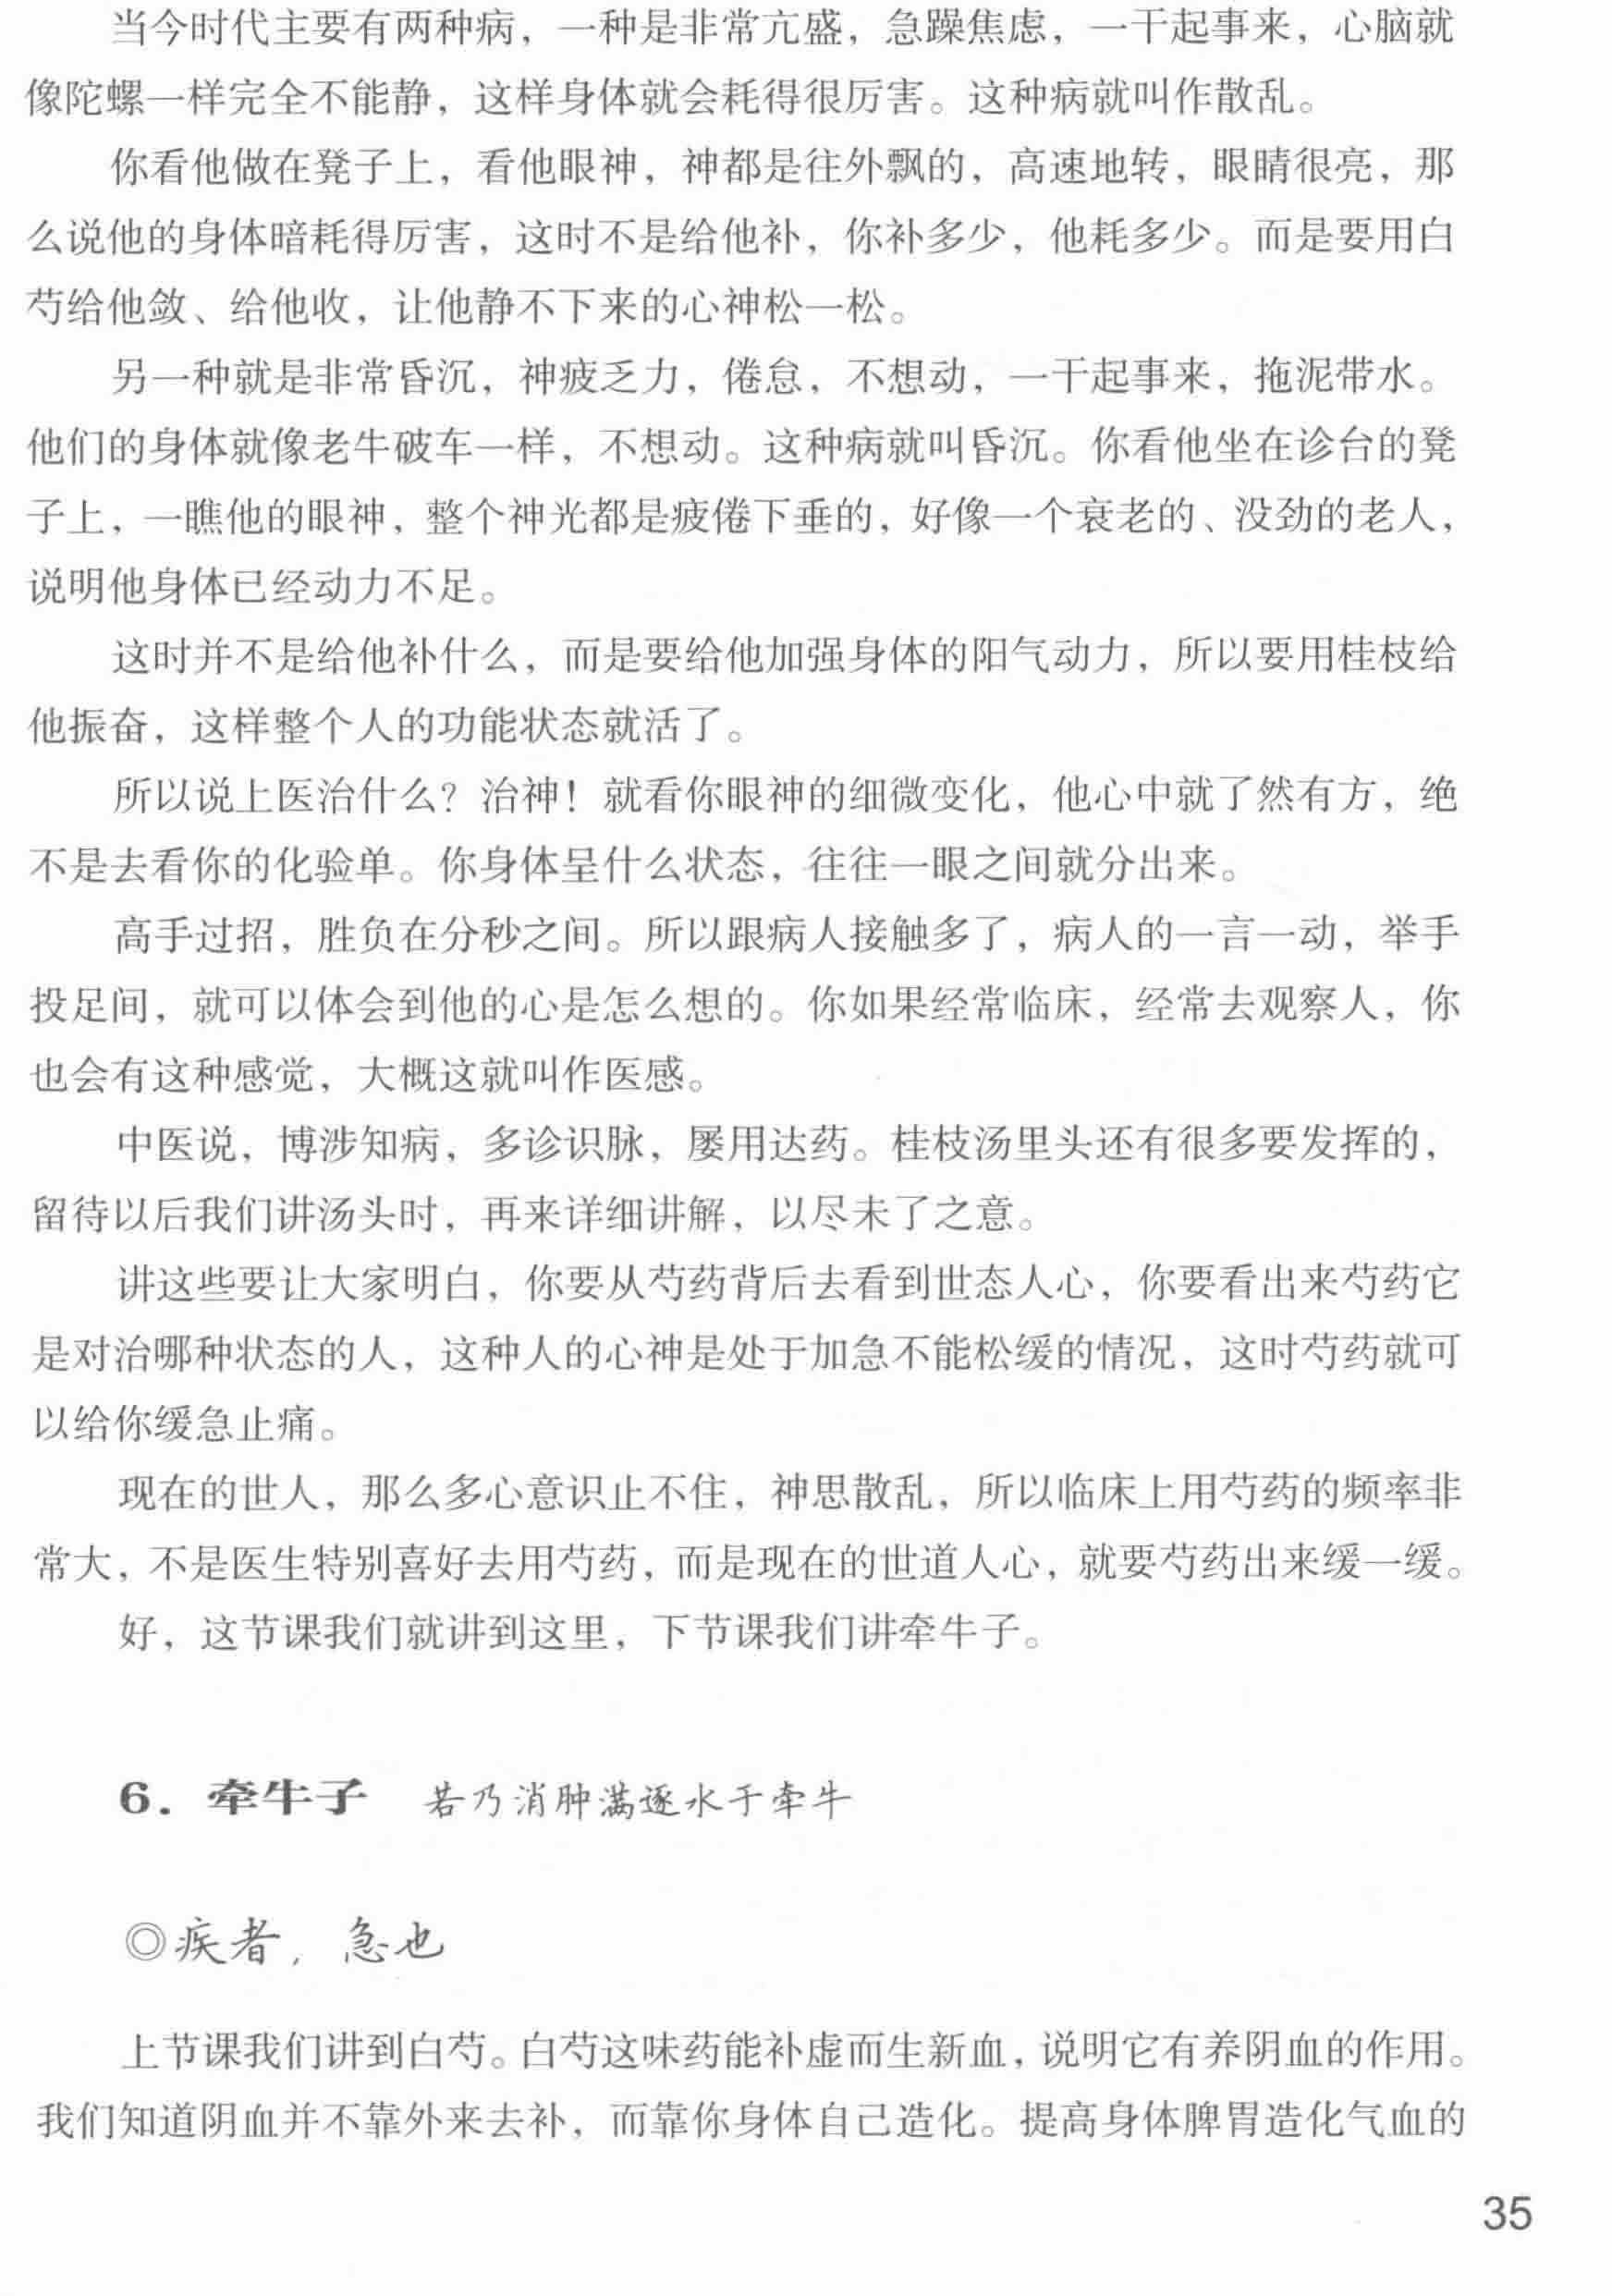 当今时代主要有两种病，一种是非常亢盛，急躁焦虑，一干起事来，心脑就
像陀螺一样完全不能静，这样身体就会耗得很厉害。这种病就叫作散乱。
你看他做在凳子上，看他眼神，神都是往外飘的，高速地转，眼睛很亮，那
么说他的身体暗耗得厉害，这时不是给他补，你补多少，他耗多少。而是要用白
芍给他敛、给他收，让他静不下来的心神松一松。
另一种就是非常昏沉，神疲乏力，倦怠，不想动，一干起事来，拖泥带水。
他们的身体就像老牛破车一样，不想动。这种病就叫昏沉。你看他坐在诊台的凳
子上，一瞧他的眼神，整个神光都是疲倦下垂的，好像一个衰老的、没劲的老人，
说明他身体已经动力不足。
这时并不是给他补什么，而是要给他加强身体的阳气动力，所以要用桂枝给
他振奋，这样整个人的功能状态就活了。
所以说上医治什么？治神！就看你眼神的细微变化，他心中就了然有方，绝
不是去看你的化验单。你身体呈什么状态，往往一眼之间就分出来。
高手过招，胜负在分秒之间。所以跟病人接触多了，病人的一言一动，举手
投足间，就可以体会到他的心是怎么想的。你如果经常临床，经常去观察人，你
也会有这种感觉，大概这就叫作医感。
中医说，博涉知病，多诊识脉，屡用达药。桂枝汤里头还有很多要发挥的，
留待以后我们讲汤头时，再来详细讲解，以尽未了之意。
讲这些要让大家明白，你要从芍药背后去看到世态人心，你要看出来芍药它
是对治哪种状态的人，这种人的心神是处于加急不能松缓的情况，这时芍药就可
以给你缓急止痛。
现在的世人，那么多心意识止不住，神思散乱，所以临床上用芍药的频率非
常大，不是医生特别喜好去用芍药，而是现在的世道人心，就要芍药出来缓一缓。
好，这节课我们就讲到这里，下节课我们讲牵牛子。
6．牵牛子 若乃消肿满逐水于牵牛
◎疾者，急也
上节课我们讲到白芍。白芍这味药能补虚而生新血，说明它有养阴血的作用。
我们知道阴血并不靠外来去补，而靠你身体自己造化。提高身体脾胃造化气血的
35